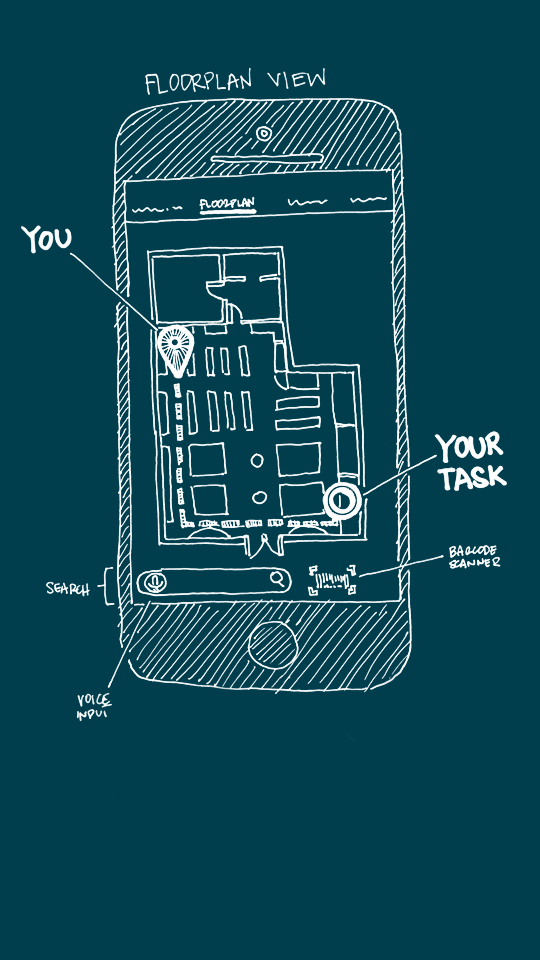 FLOORPLAN VIEW
FLOORPLAN
YOU
YOUR
TASK
BARCODE
SCANNER
SEARCH
VOICE
INPUT